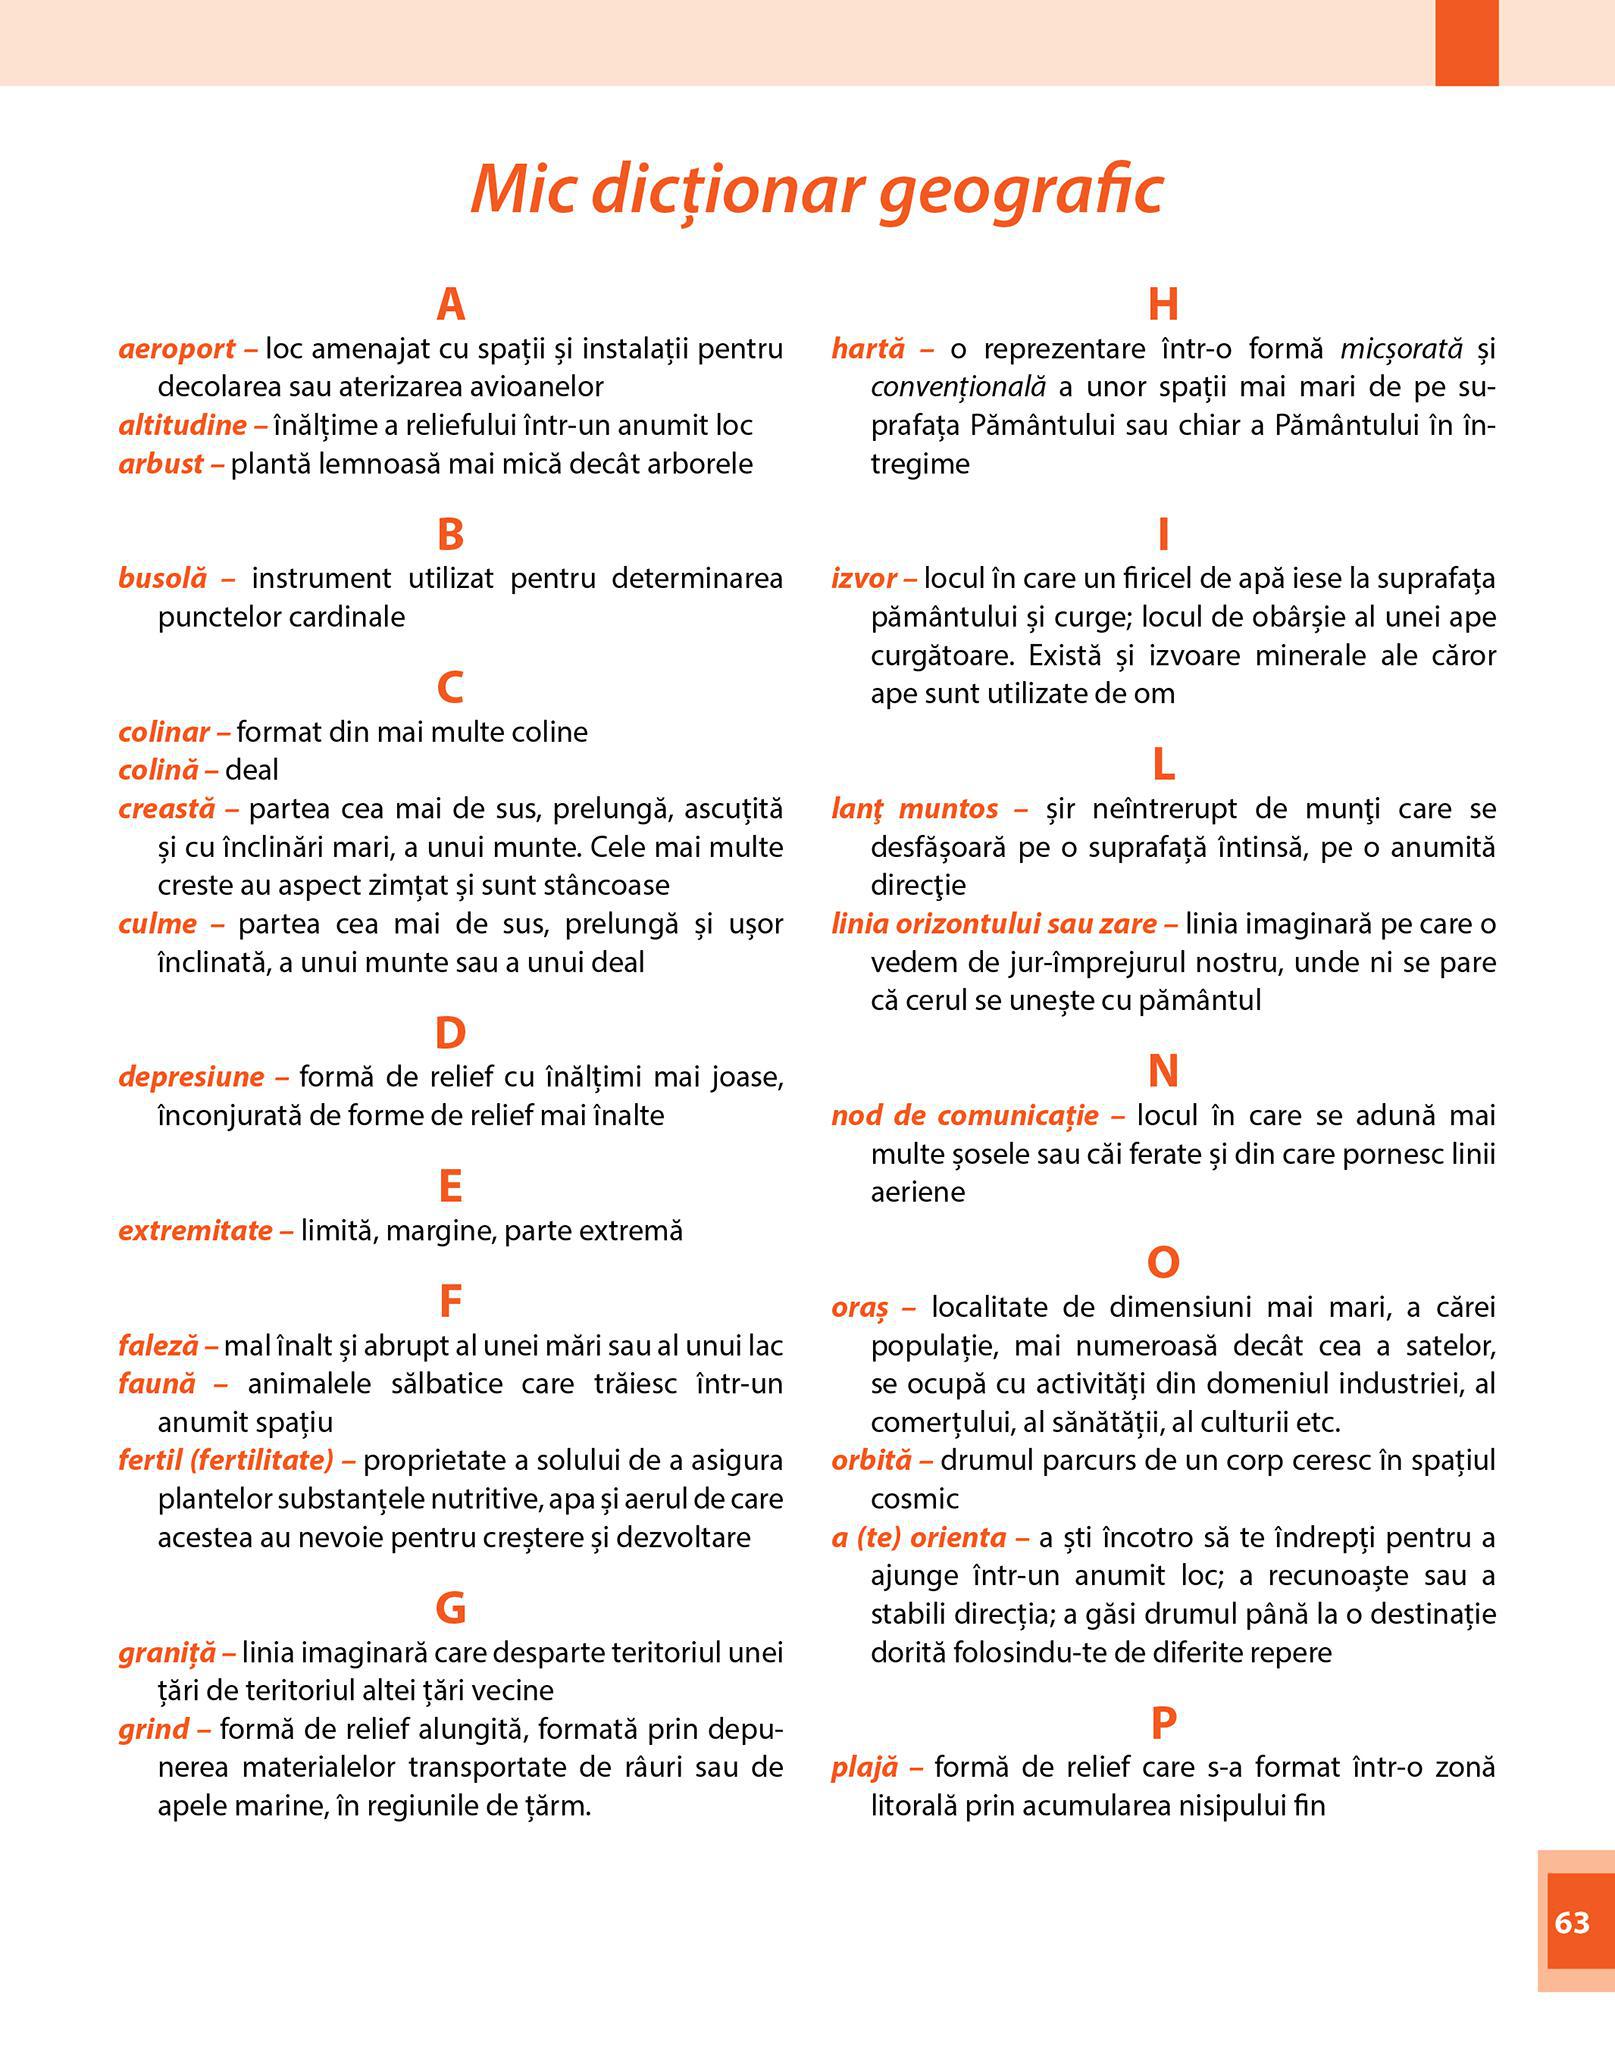 Mic dicționar geografic
A
aeroport – loc amenajat cu spații și instalații pentru
decolarea sau aterizarea avioanelor
altitudine – înălțime a reliefului într-un anumit loc
arbust – plantă lemnoasă mai mică decât arborele
B
busolă – instrument utilizat pentru determinarea
punctelor cardinale
C
colinar – format din mai multe coline
colină – deal
creastă – partea cea mai de sus, prelungă, ascuțită
și cu înclinări mari, a unui munte. Cele mai multe
creste au aspect zimțat și sunt stâncoase
culme – partea cea mai de sus, prelungă și ușor
înclinată, a unui munte sau a unui deal
D
depresiune – formă de relief cu înălțimi mai joase,
înconjurată de forme de relief mai înalte
E
extremitate – limită, margine, parte extremă
F
faleză – mal înalt și abrupt al unei mări sau al unui lac
faună – animalele sălbatice care trăiesc într-un
anumit spațiu
fertil (fertilitate) – proprietate a solului de a asigura
plantelor substanțele nutritive, apa și aerul de care
acestea au nevoie pentru creștere și dezvoltare
G
graniță – linia imaginară care desparte teritoriul unei
țări de teritoriul altei țări vecine
grind – formă de relief alungită, formată prin depu-
nerea materialelor transportate de râuri sau de
apele marine, în regiunile de țărm.
H
hartă – o reprezentare într-o formă micșorată și
convențională a unor spații mai mari de pe su-
prafața Pământului sau chiar a Pământului în în-
tregime
I
izvor – locul în care un firicel de apă iese la suprafața
pământului și curge; locul de obârșie al unei ape
curgătoare. Există și izvoare minerale ale căror
ape sunt utilizate de om
L
lanţ muntos – șir neîntrerupt de munţi care se
desfășoară pe o suprafață întinsă, pe o anumită
direcţie
linia orizontului sau zare – linia imaginară pe care o
vedem de jur-împrejurul nostru, unde ni se pare
că cerul se unește cu pământul
N
nod de comunicație – locul în care se adună mai
multe șosele sau căi ferate și din care pornesc linii
aeriene
O
oraș – localitate de dimensiuni mai mari, a cărei
populație, mai numeroasă decât cea a satelor,
se ocupă cu activități din domeniul industriei, al
comerțului, al sănătății, al culturii etc.
orbită – drumul parcurs de un corp ceresc în spațiul
cosmic
a (te) orienta – a ști încotro să te îndrepți pentru a
ajunge într-un anumit loc; a recunoaște sau a
stabili direcția; a găsi drumul până la o destinație
dorită folosindu-te de diferite repere
P
plajă – formă de relief care s-a format într-o zonă
litorală prin acumularea nisipului fin
63